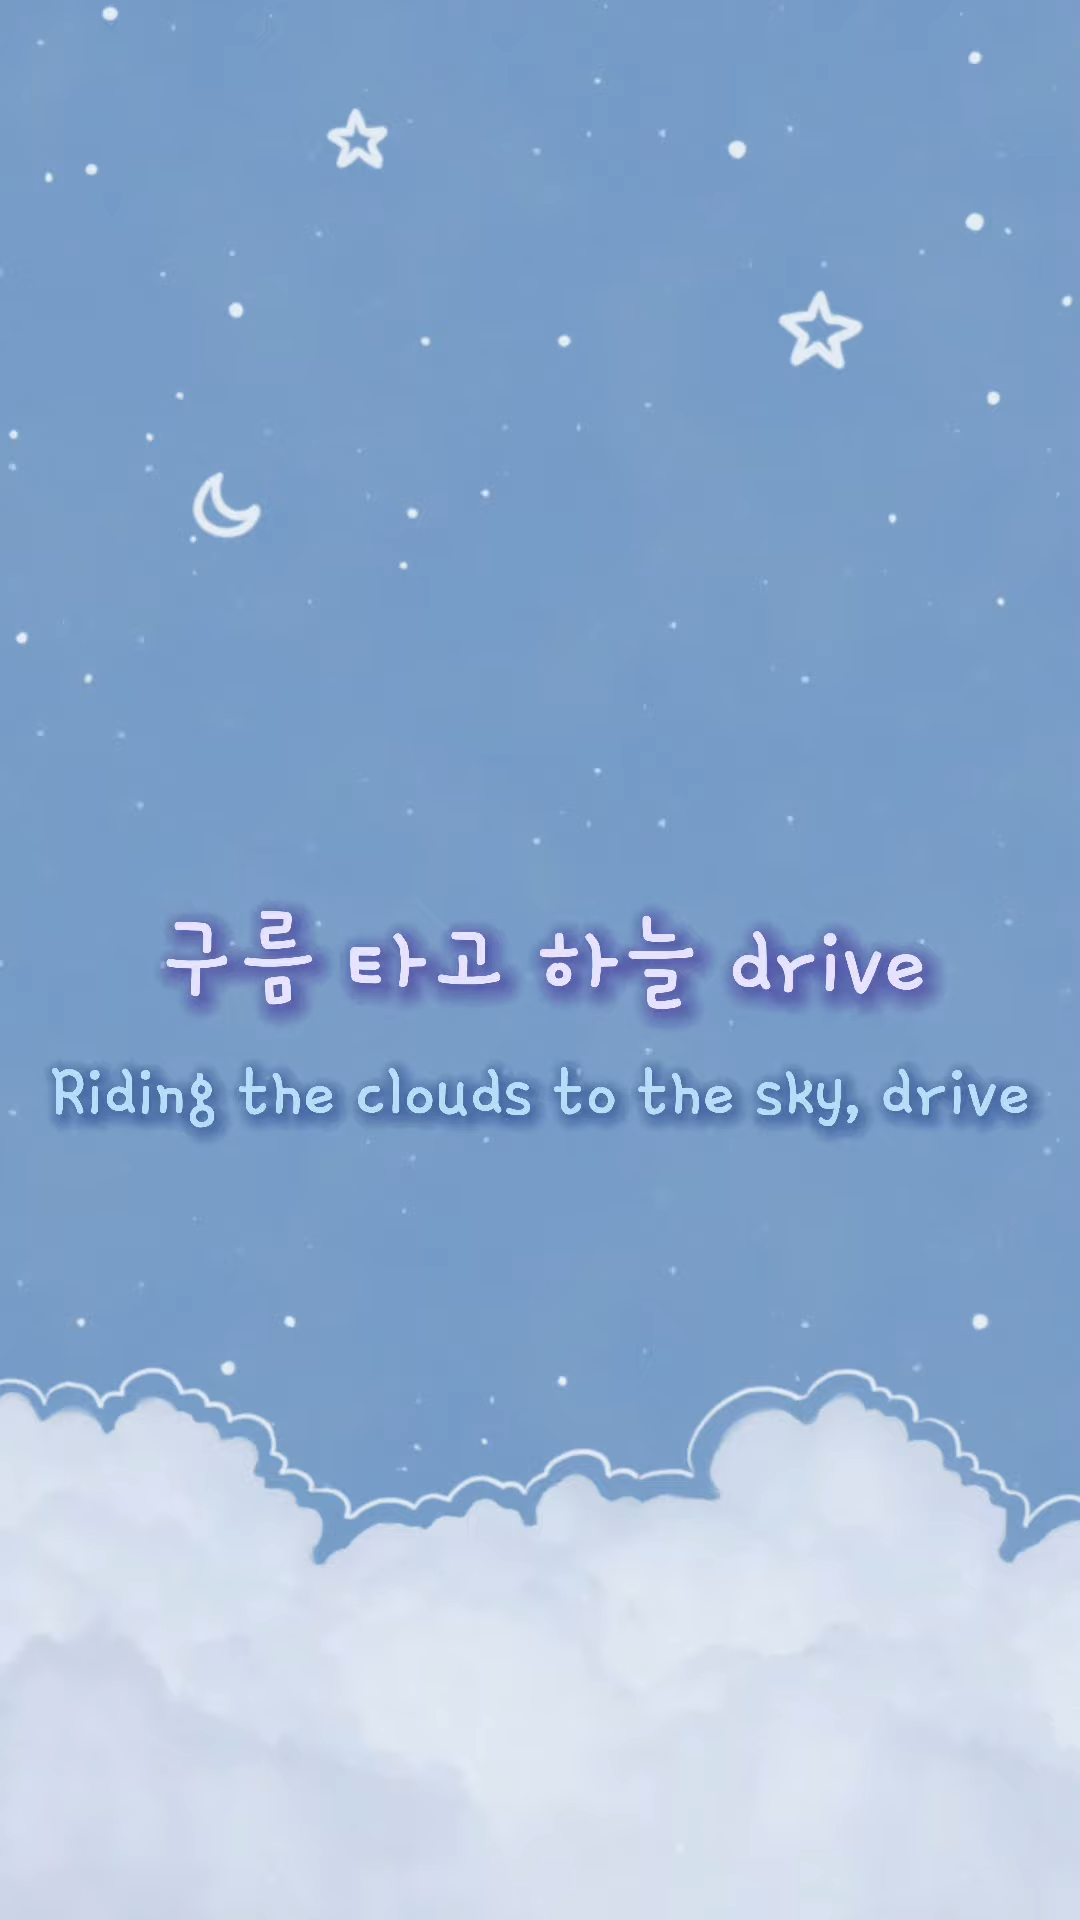 구름 타고 하늘 drive
Riding the clouds to the sky, drive